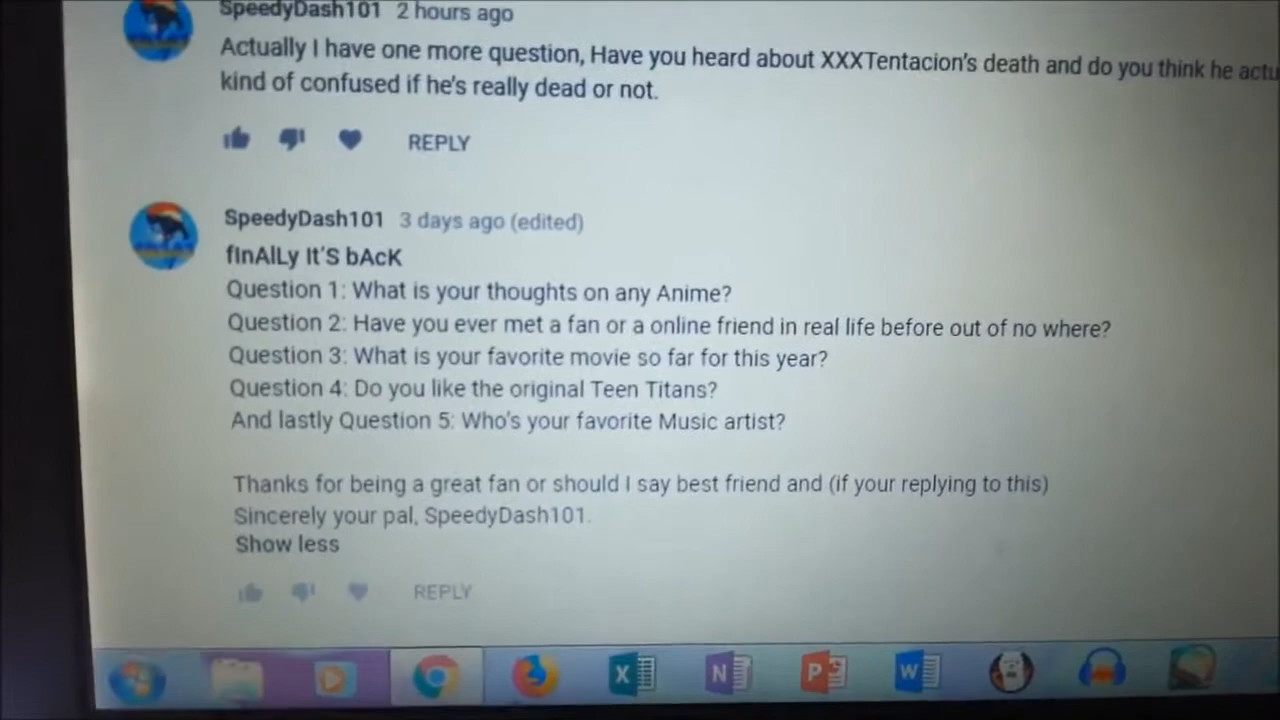 SpeedyDash101 2 hours ago
Actually I have one more question, Have you heard about XXXTentacion's death and do you think he actu
kind of confused if he's really dead or not.
REPLY
SpeedyDash101 3 days ago (edited)
fInAlLy It'S bAcK
Question 1: What is your thoughts on any Anime?
Question 2: Have you ever met a fan or a online friend in real life before out of no where?
Question 3: What is your favorite movie so far for this year?
Question 4: Do you like the original Teen Titans?
And lastly Question 5: Who's your favorite Music artist?
Thanks for being a great fan or should I say best friend and (if your replying to this)
Sincerely your pal, SpeedyDash101.
Show less
REPLY
X N P W